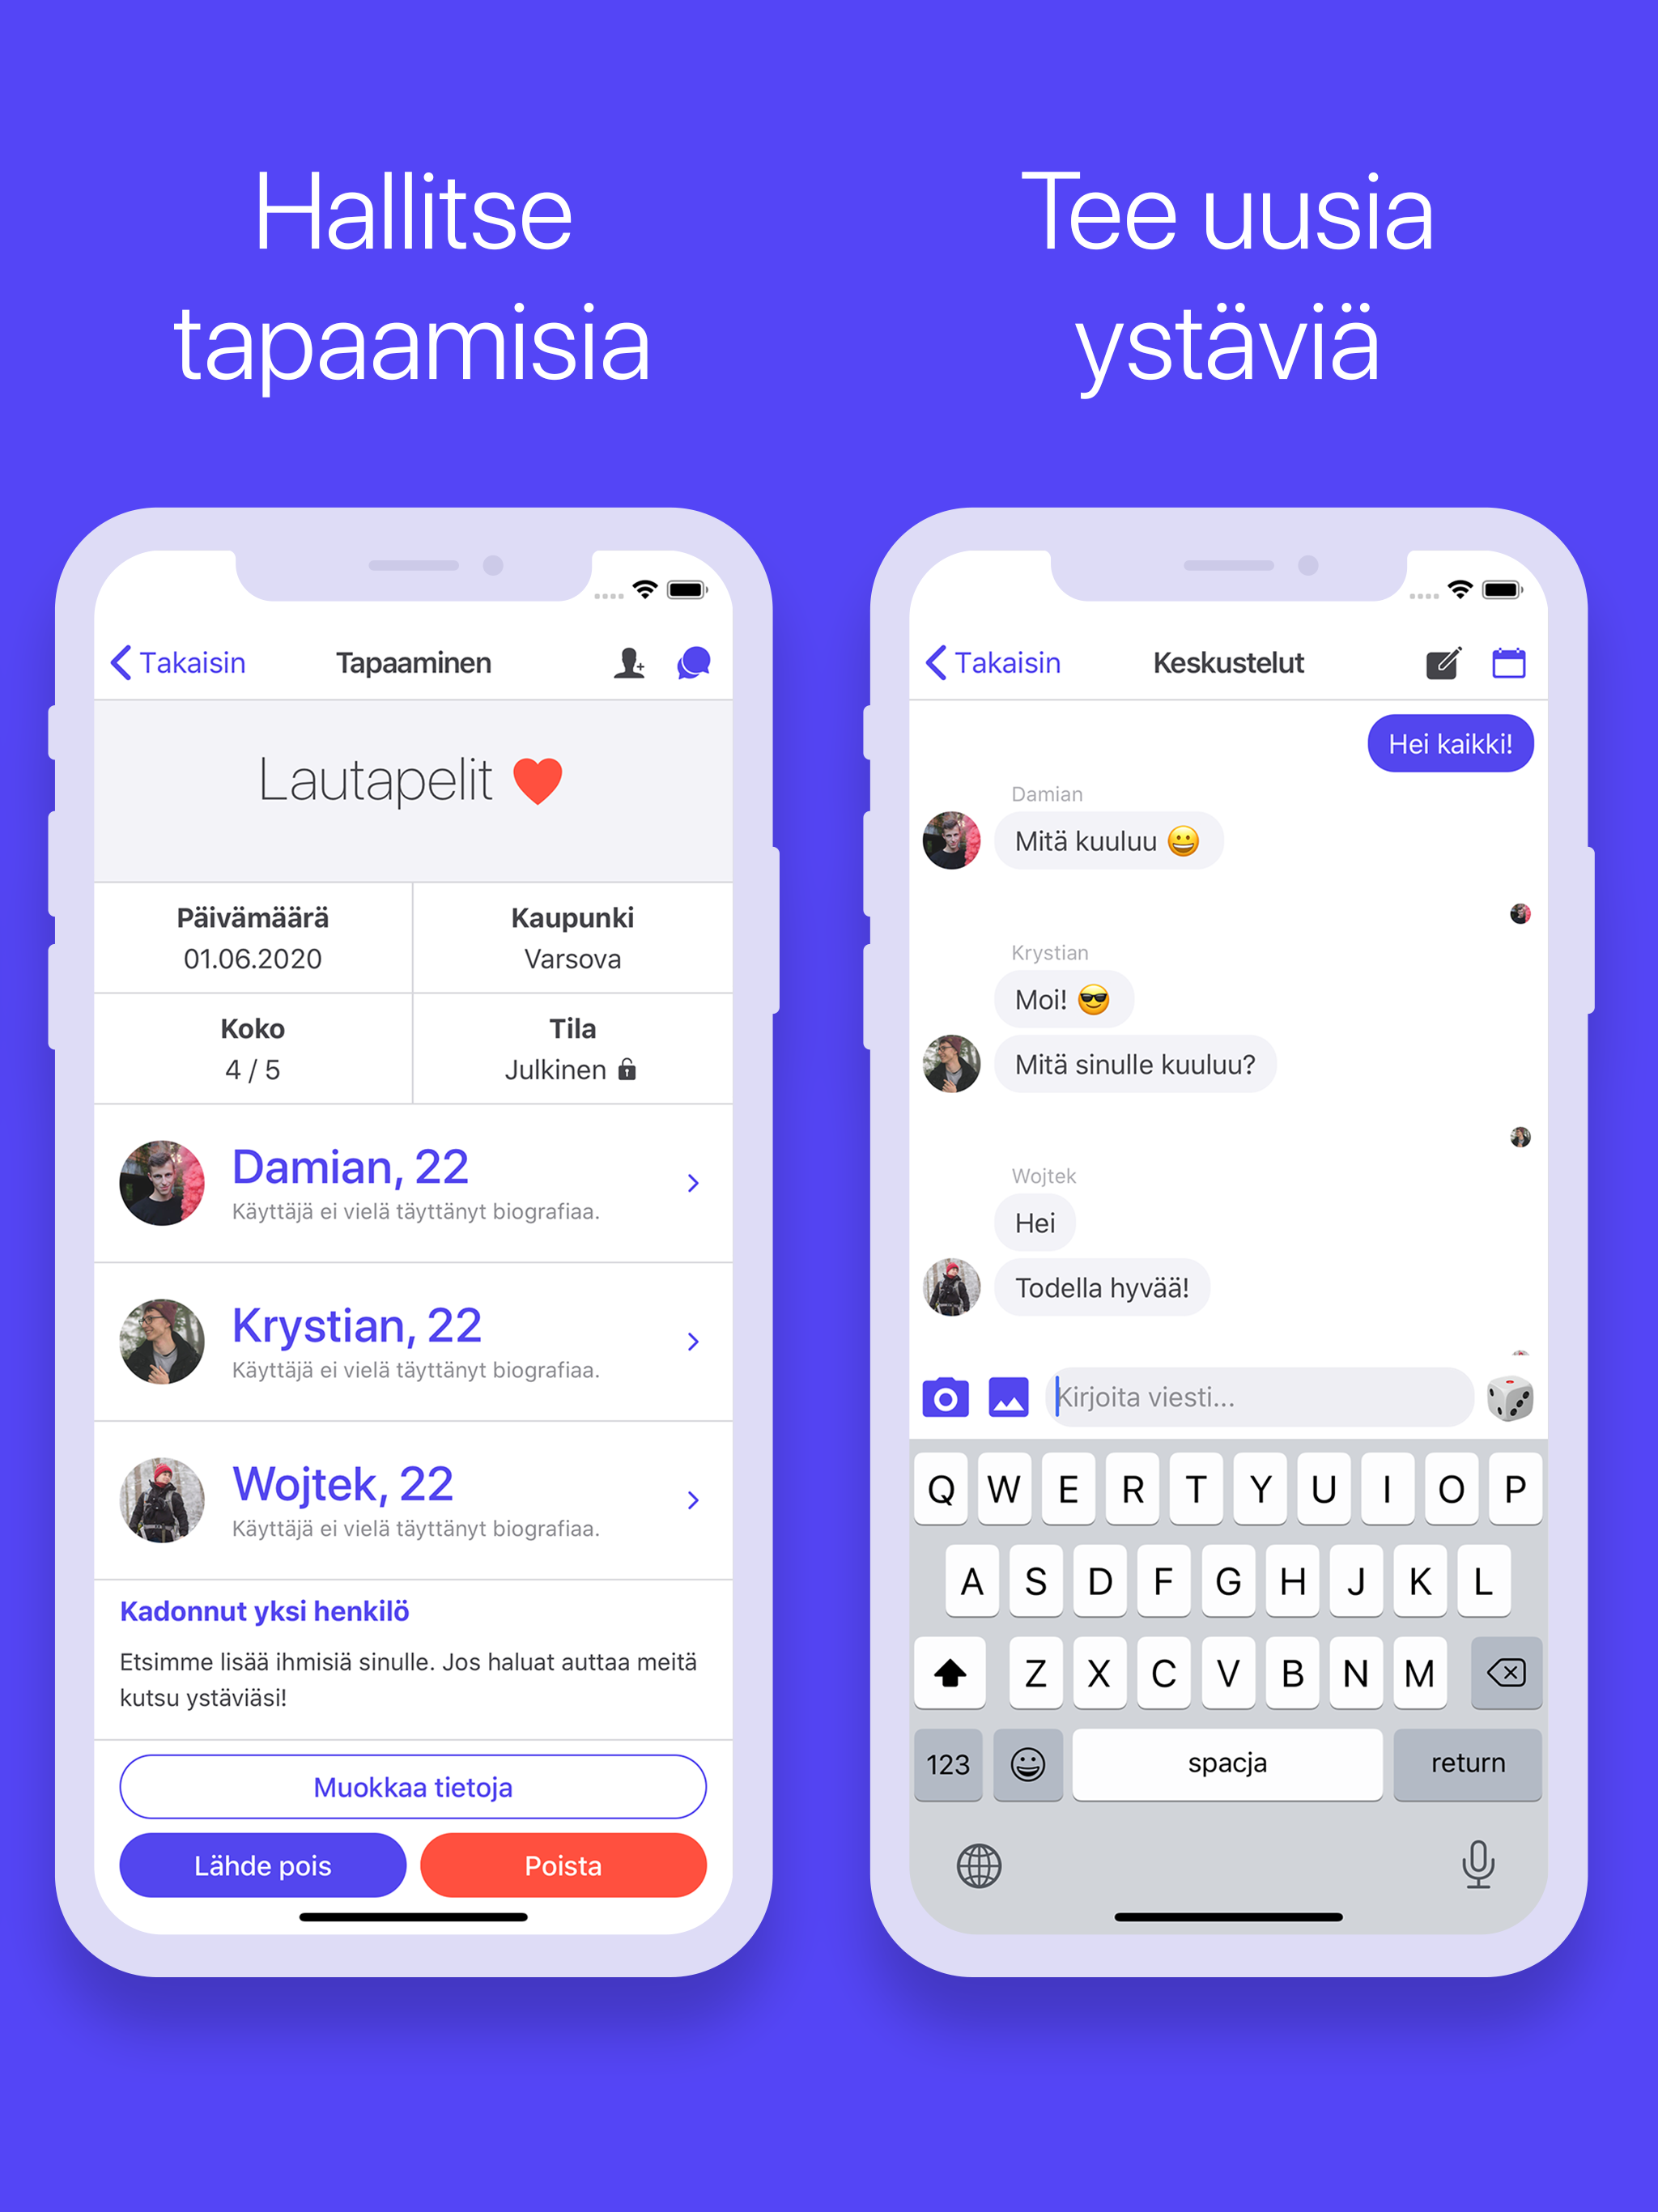 Hallitse
tapaamisia
Tee uusia
ystäviä
Takaisin
Tapaaminen
Lautapelit ❤️
Päivämäärä
01.06.2020
Kaupunki
Varsova
Koko
4 / 5
Tila
Julkinen
Damian, 22
Käyttäjä ei vielä täyttänyt biografiaa.
Krystian, 22
Käyttäjä ei vielä täyttänyt biografiaa.
Wojtek, 22
Käyttäjä ei vielä täyttänyt biografiaa.
Kadonnut yksi henkilö
Etsimme lisää ihmisiä sinulle. Jos haluat auttaa meitä
kutsu ystäviäsi!
Muokkaa tietoja
Lähde pois
Poista
Takaisin
Keskustelut
Hei kaikki!
Damian
Mitä kuuluu 😀
Krystian
Moi! 😎
Mitä sinulle kuuluu?
Wojtek
Hei
Todella hyvää!
Kirjoita viesti...
Q W E R T Y U I O P
A S D F G H J K L
Z X C V B N M
123
spacja
return